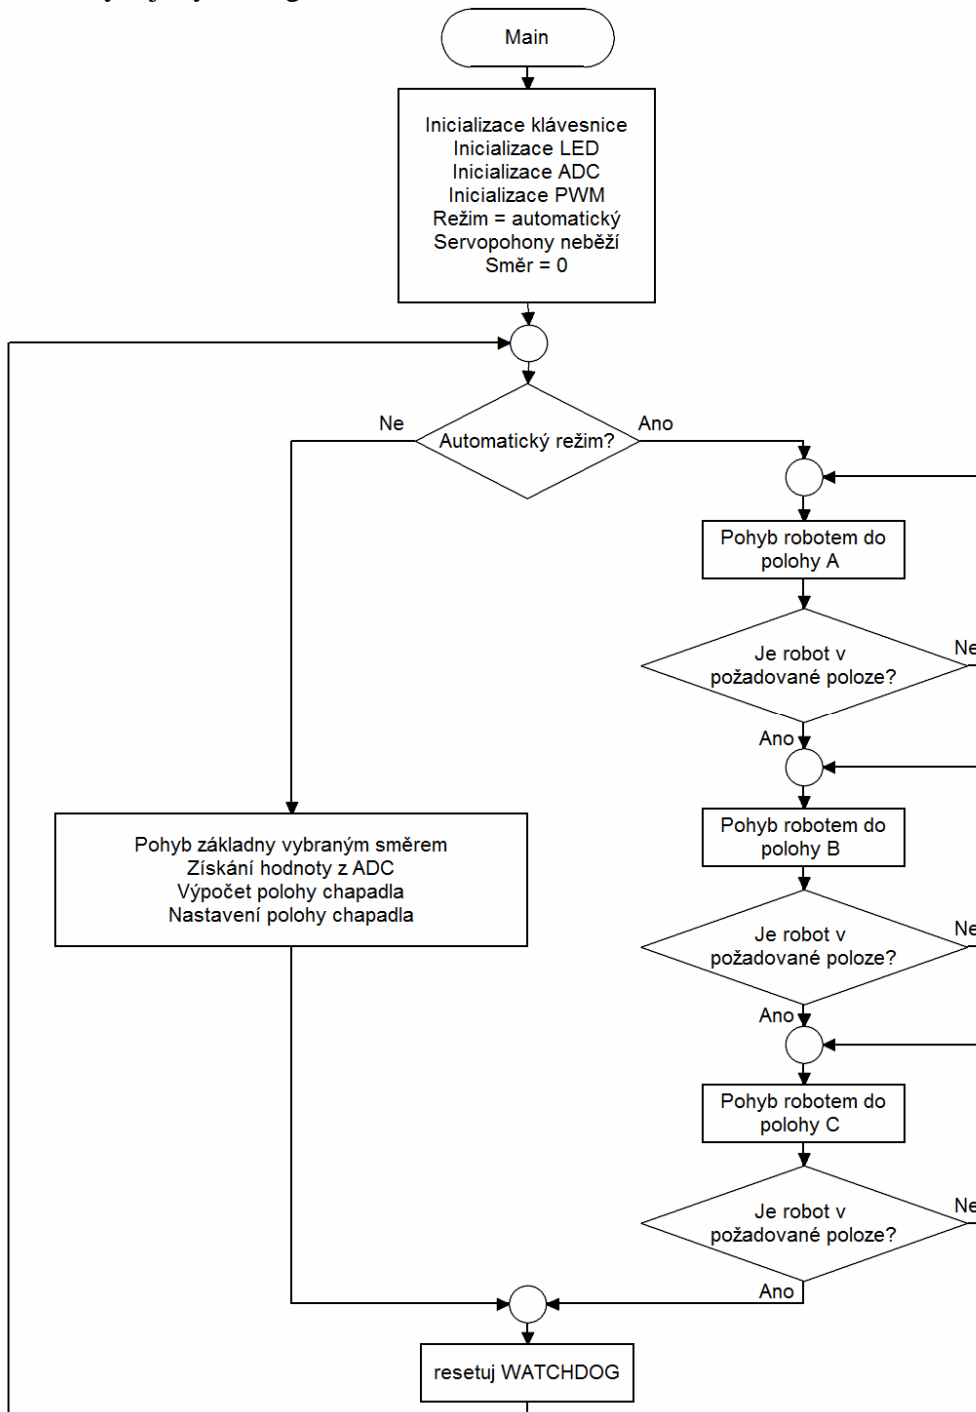 Main
Inicializace klávesnice
Inicializace LED
Inicializace ADC
Inicializace PWM
Režim = automatický
Servopohony neběží
Směr = 0
Ne
Automatický režim?
Ano
Pohyb robotem do
polohy A
Je robot v
požadované poloze?
Ne
Ano
Pohyb robotem do
polohy B
Je robot v
požadované poloze?
Ne
Ano
Pohyb robotem do
polohy C
Je robot v
požadované poloze?
Ne
Ano
Pohyb základny vybraným směrem
Získání hodnoty z ADC
Výpočet polohy chapadla
Nastavení polohy chapadla
resetuj WATCHDOG